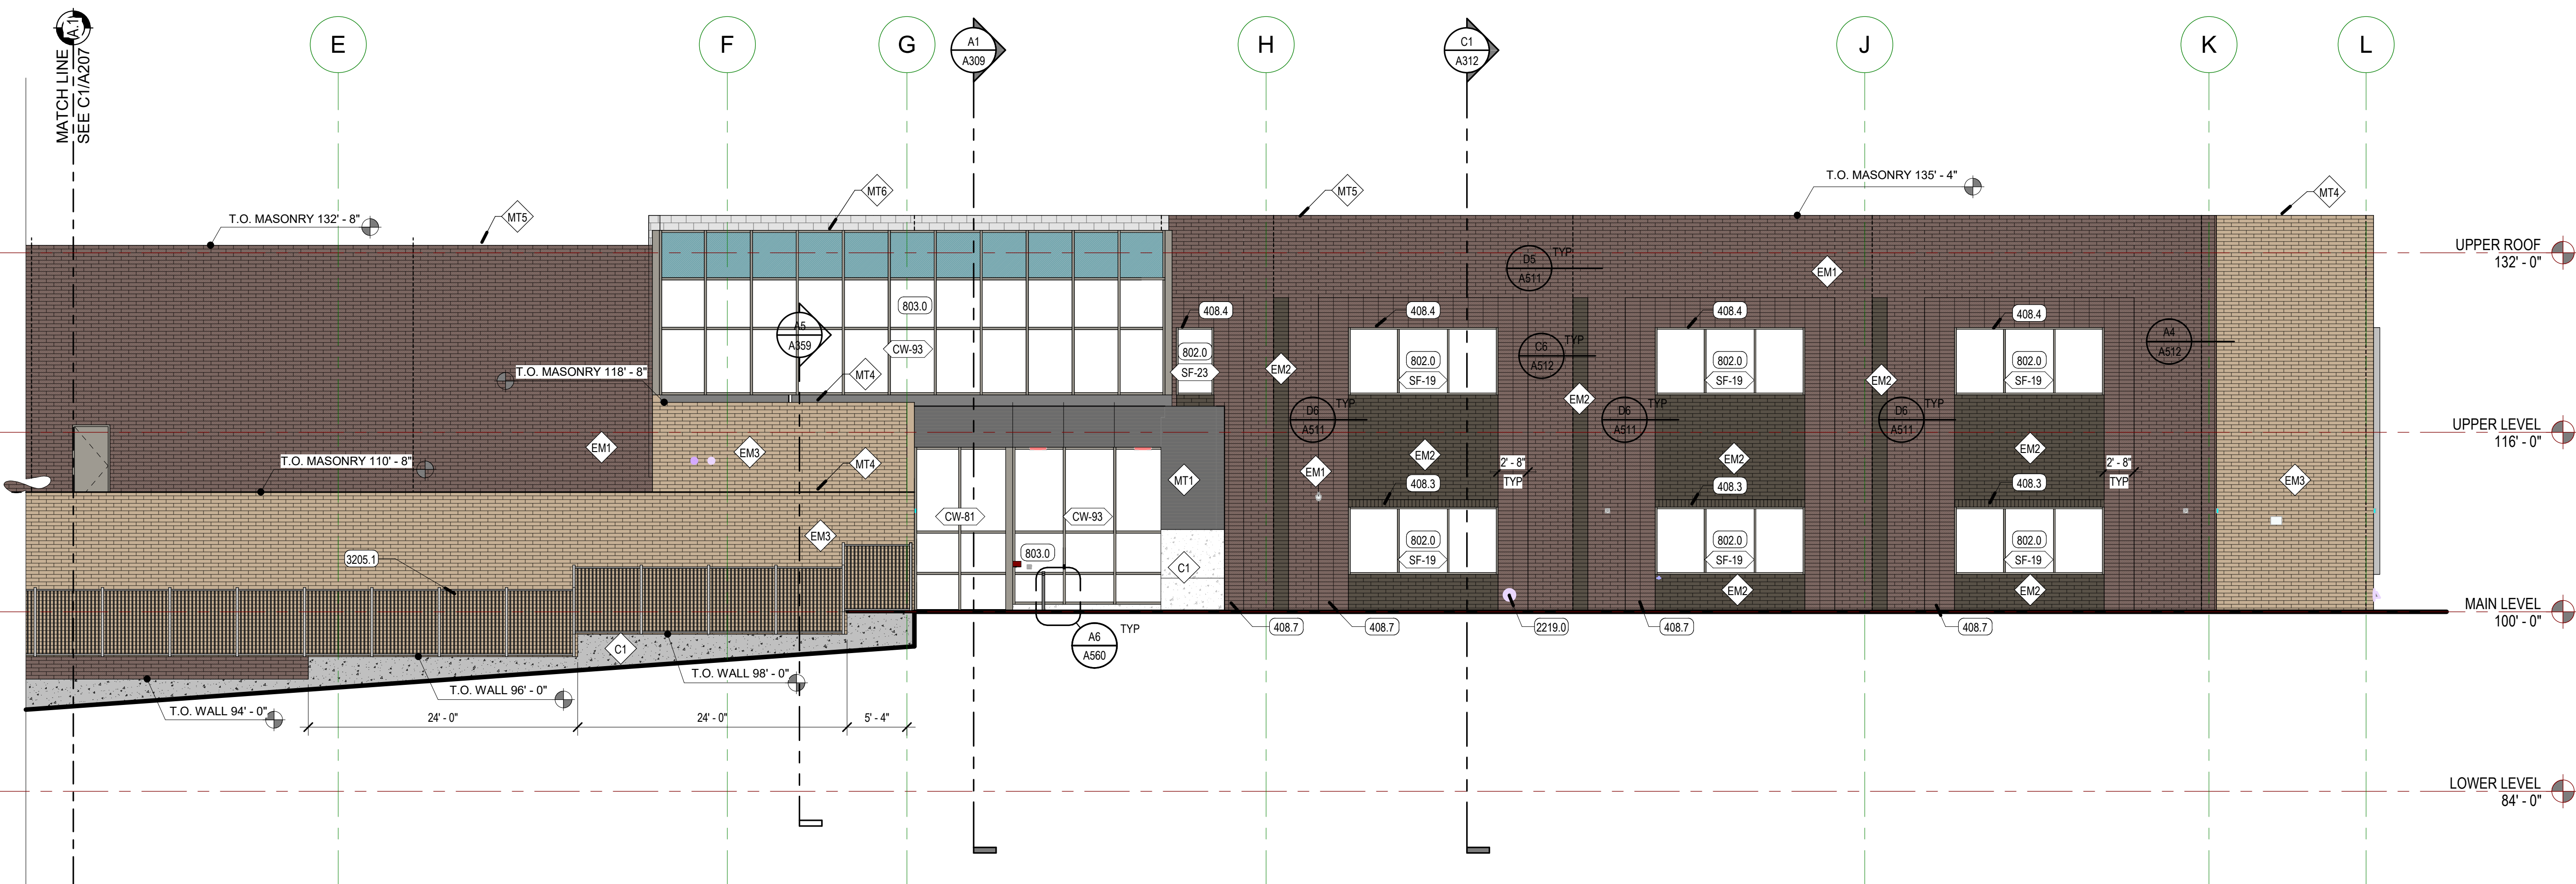 A.1
MATCH LINE
SEE C1/A207
E
F
G
A1
A309
H
C1
A312
J
K
L
T.O. MASONRY 132' - 8"
MT5
MT6
MT5
T.O. MASONRY 135' - 4"
MT4
UPPER ROOF
132' - 0"
D5
A511
TYP
EM1
803.0
408.4
408.4
408.4
408.4
A5
A359
CW-93
802.0
SF-23
802.0
SF-19
C6
A512
TYP
802.0
SF-19
802.0
SF-19
A4
A512
T.O. MASONRY 118' - 8"
MT4
EM2
EM2
EM2
D6
A511
TYP
D6
A511
TYP
D6
A511
TYP
UPPER LEVEL
116' - 0"
EM1
EM3
T.O. MASONRY 110' - 8"
MT4
MT1
EM1
EM2
2' - 8"
TYP
EM2
EM2
2' - 8"
TYP
EM3
408.3
408.3
408.3
CW-81
CW-93
EM3
3205.1
803.0
C1
802.0
SF-19
802.0
SF-19
802.0
SF-19
EM2
EM2
MAIN LEVEL
100' - 0"
A6
A560
TYP
408.7
408.7
2219.0
408.7
408.7
C1
T.O. WALL 98' - 0"
T.O. WALL 96' - 0"
T.O. WALL 94' - 0"
24' - 0"
24' - 0"
5' - 4"
LOWER LEVEL
84' - 0"